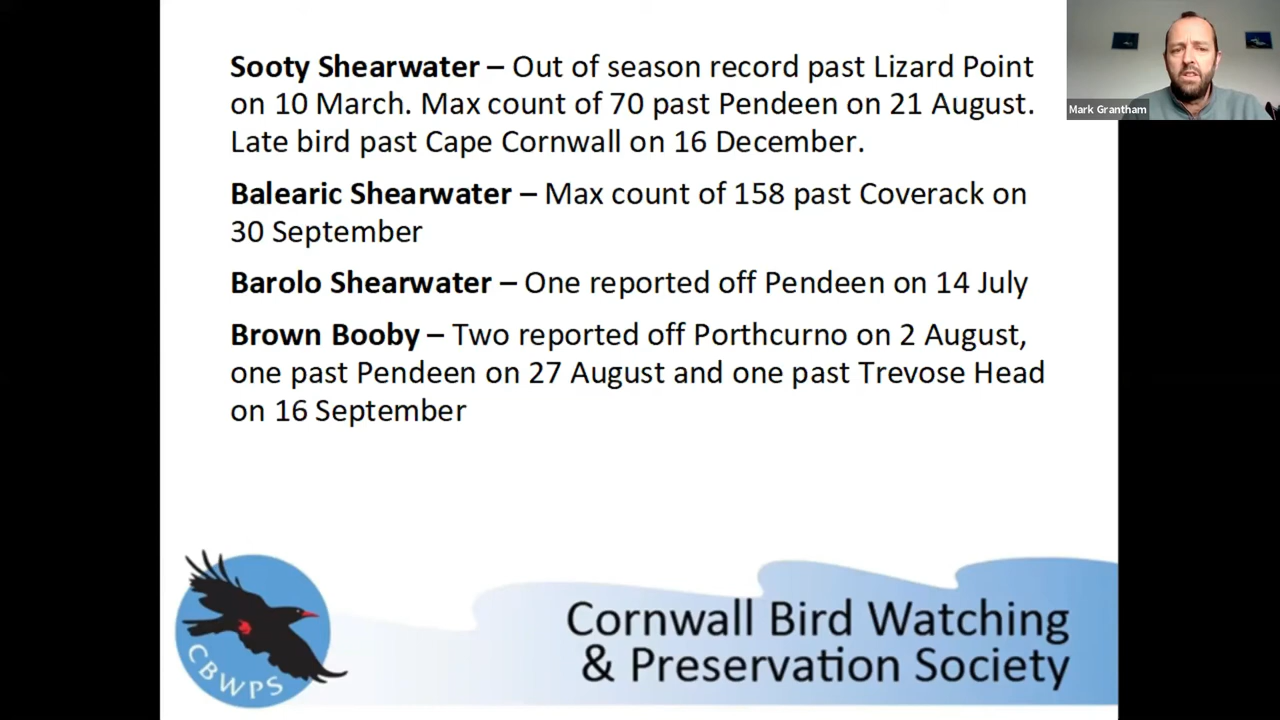 Sooty Shearwater – Out of season record past Lizard Point
on 10 March. Max count of 70 past Pendeen on 21 August.
Late bird past Cape Cornwall on 16 December.
Balearic Shearwater – Max count of 158 past Coverack on
30 September
Barolo Shearwater – One reported off Pendeen on 14 July
Brown Booby – Two reported off Porthcurno on 2 August,
one past Pendeen on 27 August and one past Trevose Head
on 16 September
Mark Grantham
CBWPS
Cornwall Bird Watching
& Preservation Society